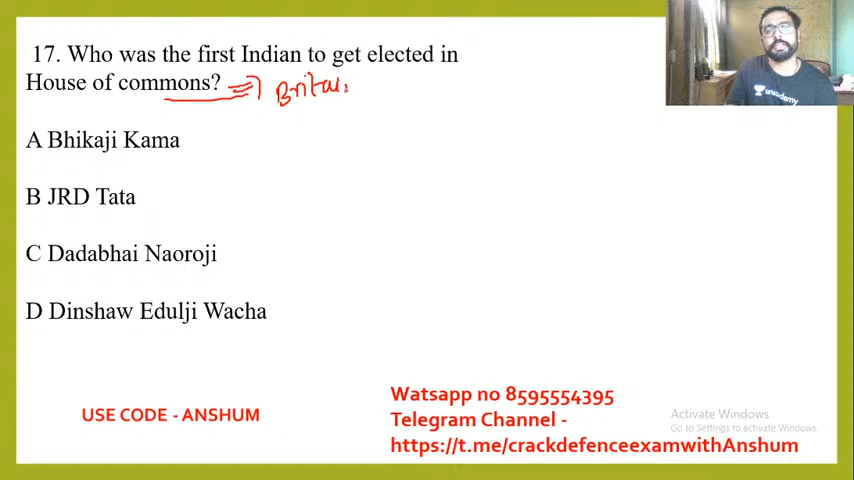 17. Who was the first Indian to get elected in
House of commons?
A Bhikaji Kama
B JRD Tata
C Dadabhai Naoroji
D Dinshaw Edulji Wacha
USE CODE - ANSHUM
Watsapp no 8595554395
Telegram Channel -
https://t.me/crackdefenceexamwithAnshum
Activate Windows
Go to Settings to activate Windows.
unacademy